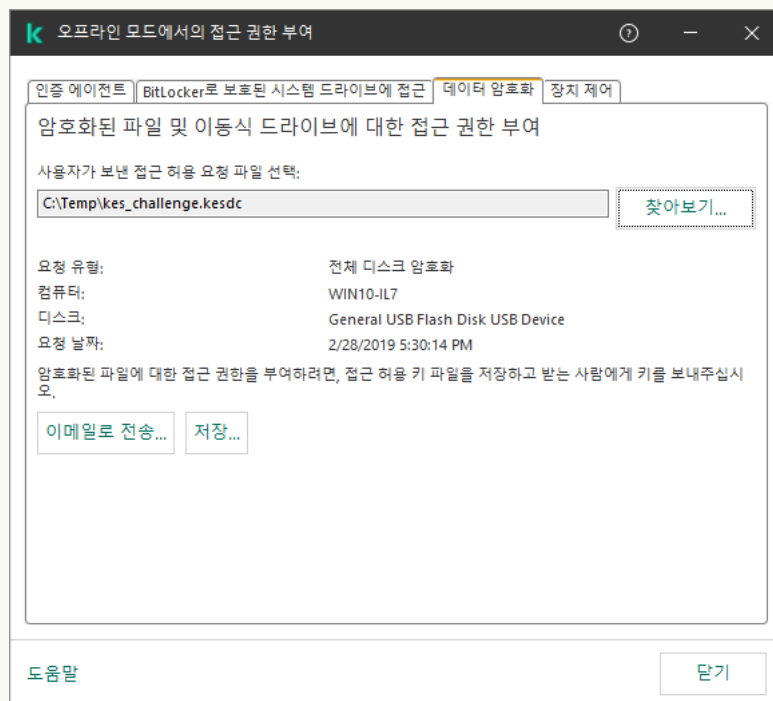 오프라인 모드에서의 접근 권한 부여
인증 에이전트 BitLocker로 보호된 시스템 드라이브에 접근 데이터 암호화 장치 제어
암호화된 파일 및 이동식 드라이브에 대한 접근 권한 부여
사용자가 보낸 접근 허용 요청 파일 선택:
C:\Temp\kes_challenge.kesdc 찾아보기...
요청 유형: 전체 디스크 암호화
컴퓨터: WIN10-IL7
디스크: General USB Flash Disk USB Device
요청 날짜: 2/28/2019 5:30:14 PM
암호화된 파일에 대한 접근 권한을 부여하려면, 접근 허용 키 파일을 저장하고 받는 사람에게 키를 보내주십시
오.
이메일로 전송... 저장...
도움말 닫기